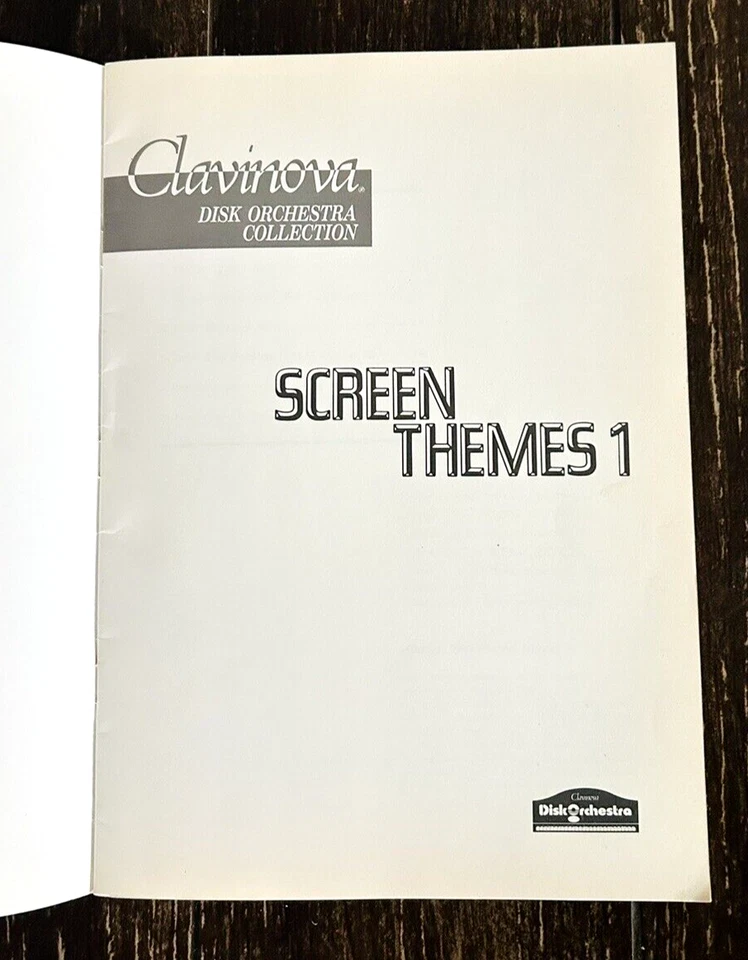 Clavinova®
DISK ORCHESTRA
COLLECTION
SCREEN
THEMES 1
Clavinova
DiskOrchestra